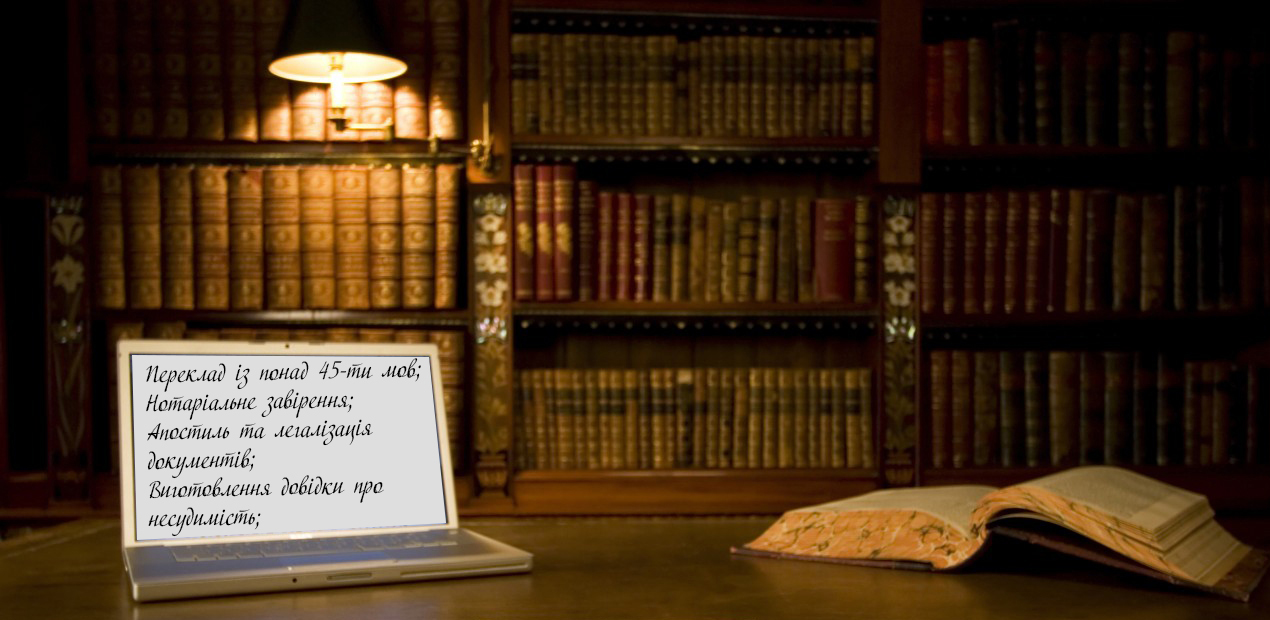 Переклад із понад 45-ти мов;
Нотаріальне завірення;
Апостиль та легалізація
документів;
Виготовлення довідки про
несудимість;